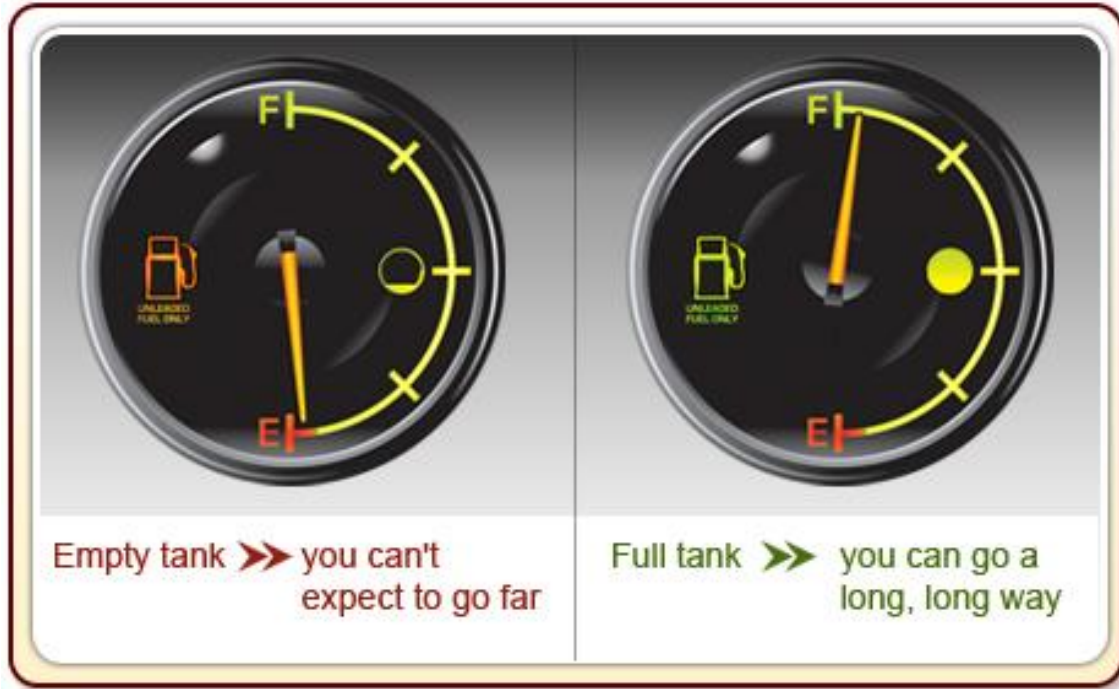 F
UNLEADED
FUEL ONLY
E
Empty tank you can't
expect to go far
F
UNLEADED
FUEL ONLY
E
Full tank you can go a
long, long way